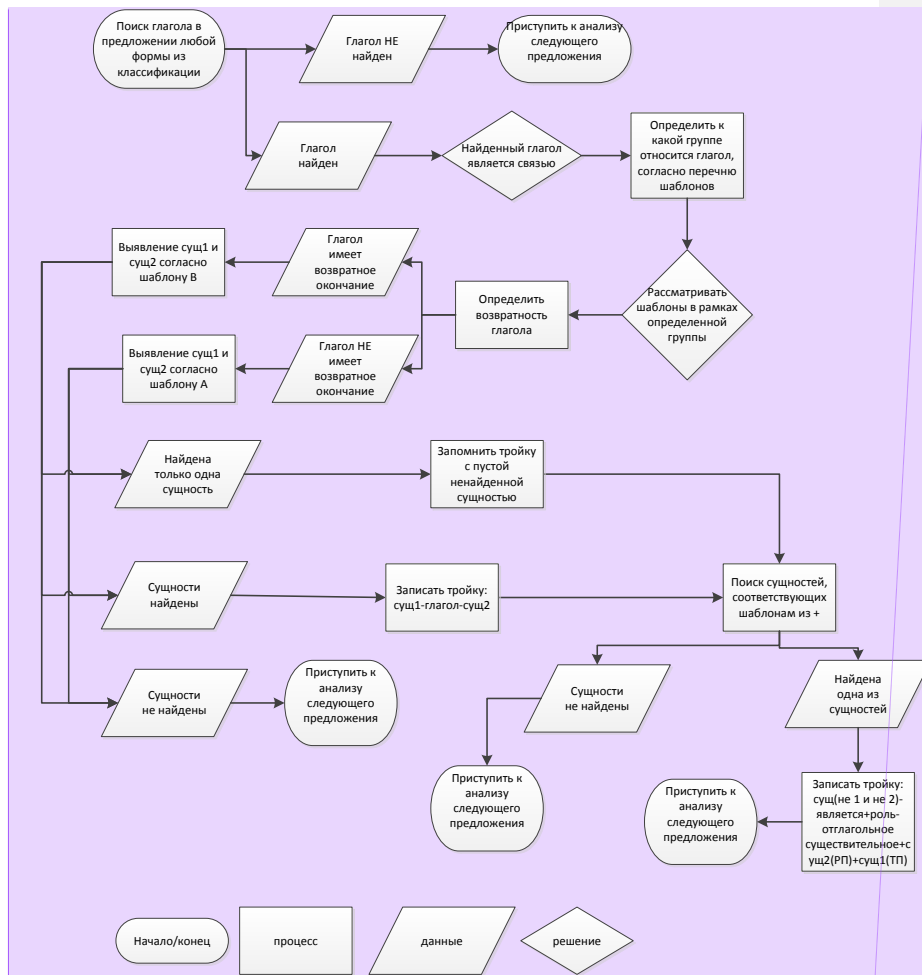 Поиск глагола в
предложении любой
формы из
классификации
Глагол НЕ
найден
Приступить к анализу
следующего
предложения
Глагол
найден
Найденный глагол
является связью
Определить к
какой группе
относится глагол,
согласно перечню
шаблонов
Выявление сущ1 и
сущ2 согласно
шаблону В
Глагол
имеет
возвратное
окончание
Определить
возвратность
глагола
Рассматривать
шаблоны в рамках
определенной
группы
Выявление сущ1 и
сущ2 согласно
шаблону А
Глагол НЕ
имеет
возвратное
окончание
Найдена
только одна
сущность
Запомнить тройку
с пустой
ненайденной
сущностью
Сущности
найдены
Записать тройку:
сущ1-глагол-сущ2
Поиск сущностей,
соответствующих
шаблонам из +
Сущности
не найдены
Приступить к
анализу
следующего
предложения
Сущности
не найдены
Найдена
одна из
сущностей
Приступить к
анализу
следующего
предложения
Приступить к
анализу
следующего
предложения
Записать тройку:
сущ(не 1 и не 2)-
является+роль-
отглагольное
существительное+с
ущ2(РП)+сущ1(ТП)
Начало/конец
процесс
данные
решение